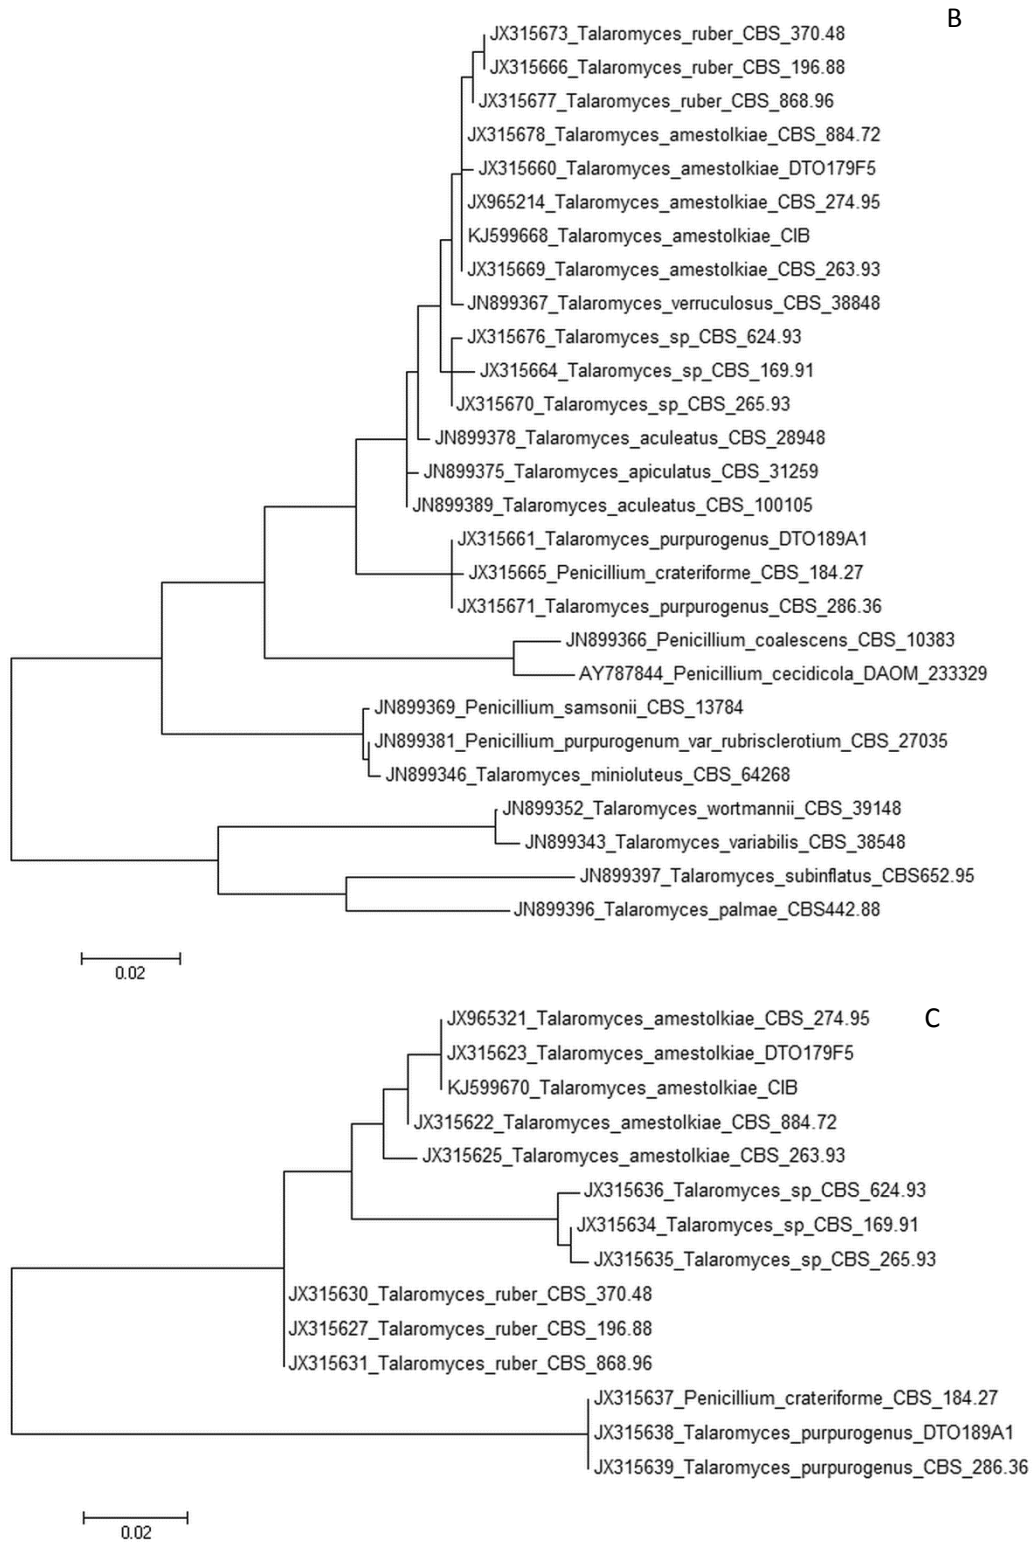 B
JX315673_Talaromyces_ruber_CBS_370.48
JX315666_Talaromyces_ruber_CBS_196.88
JX315677_Talaromyces_ruber_CBS_868.96
JX315678_Talaromyces_amestolkiae_CBS_884.72
JX315660_Talaromyces_amestolkiae_DTO179F5
JX965214_Talaromyces_amestolkiae_CBS_274.95
KJ599668_Talaromyces_amestolkiae_CIB
JX315669_Talaromyces_amestolkiae_CBS_263.93
JN899367_Talaromyces_verruculosus_CBS_38848
JX315676_Talaromyces_sp_CBS_624.93
JX315664_Talaromyces_sp_CBS_169.91
JX315670_Talaromyces_sp_CBS_265.93
JN899378_Talaromyces_aculeatus_CBS_28948
JN899375_Talaromyces_apiculatus_CBS_31259
JN899389_Talaromyces_aculeatus_CBS_100105
JX315661_Talaromyces_purpurogenus_DTO189A1
JX315665_Penicillium_crateriforme_CBS_184.27
JX315671_Talaromyces_purpurogenus_CBS_286.36
JN899366_Penicillium_coalescens_CBS_10383
AY787844_Penicillium_cecidicola_DAOM_233329
JN899369_Penicillium_samsonii_CBS_13784
JN899381_Penicillium_purpurogenum_var_rubrisclerotium_CBS_27035
JN899346_Talaromyces_minioluteus_CBS_64268
JN899352_Talaromyces_wortmannii_CBS_39148
JN899343_Talaromyces_variabilis_CBS_38548
JN899397_Talaromyces_subinflatus_CBS652.95
JN899396_Talaromyces_palmae_CBS442.88
0.02
C
JX965321_Talaromyces_amestolkiae_CBS_274.95
JX315623_Talaromyces_amestolkiae_DTO179F5
KJ599670_Talaromyces_amestolkiae_CIB
JX315622_Talaromyces_amestolkiae_CBS_884.72
JX315625_Talaromyces_amestolkiae_CBS_263.93
JX315636_Talaromyces_sp_CBS_624.93
JX315634_Talaromyces_sp_CBS_169.91
JX315635_Talaromyces_sp_CBS_265.93
JX315630_Talaromyces_ruber_CBS_370.48
JX315627_Talaromyces_ruber_CBS_196.88
JX315631_Talaromyces_ruber_CBS_868.96
JX315637_Penicillium_crateriforme_CBS_184.27
JX315638_Talaromyces_purpurogenus_DTO189A1
JX315639_Talaromyces_purpurogenus_CBS_286.36
0.02